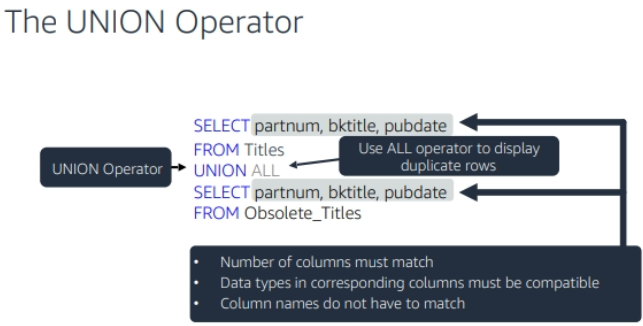 The UNION Operator
SELECT partnum, bktitle, pubdate
FROM Titles
UNION ALL
SELECT partnum, bktitle, pubdate
FROM Obsolete_Titles
UNION Operator
Use ALL operator to display
duplicate rows
• Number of columns must match
• Data types in corresponding columns must be compatible
• Column names do not have to match